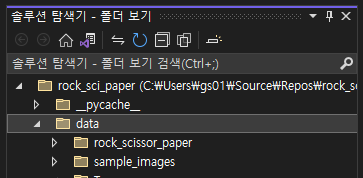 솔루션 탐색기 - 폴더 보기
솔루션 탐색기 - 폴더 보기 검색(Ctrl+;)
rock_sci_paper (C:₩Users₩gs01₩Source₩Repos₩rock_s
__pycache__
data
rock_scissor_paper
sample_images